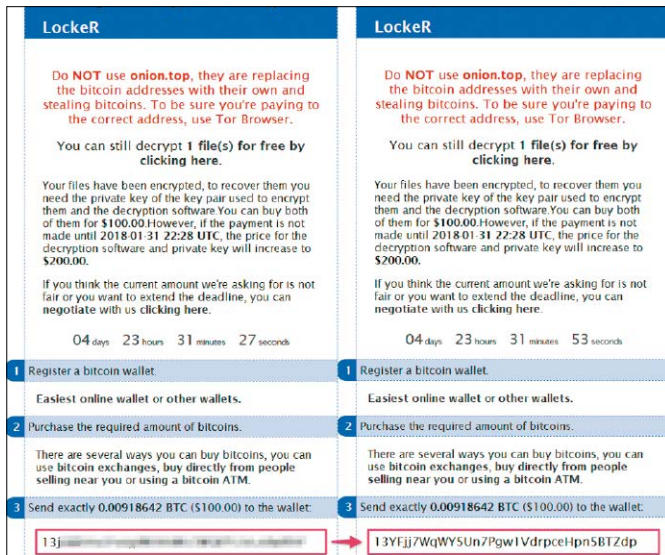 LockeR
Do NOT use onion.top, they are replacing
the bitcoin addresses with their own and
stealing bitcoins. To be sure you're paying to
the correct address, use Tor Browser.
You can still decrypt 1 file(s) for free by
clicking here.
Your files have been encrypted, to recover them you
need the private key of the key pair used to encrypt
them and the decryption software.You can buy both
of them for $100.00.However, if the payment is not
made until 2018-01-31 22:28 UTC, the price for the
decryption software and private key will increase to
$200.00.
If you think the current amount we're asking for is not
fair or you want to extend the deadline, you can
negotiate with us clicking here.
04 days 23 hours 31 minutes 27 seconds
1 Register a bitcoin wallet.
Easiest online wallet or other wallets.
2 Purchase the required amount of bitcoins.
There are several ways you can buy bitcoins, you can
use bitcoin exchanges, buy directly from people
selling near you or using a bitcoin ATM.
3 Send exactly 0.00918642 BTC ($100.00) to the wallet:
LockeR
Do NOT use onion.top, they are replacing
the bitcoin addresses with their own and
stealing bitcoins. To be sure you're paying to
the correct address, use Tor Browser.
You can still decrypt 1 file(s) for free by
clicking here.
Your files have been encrypted, to recover them you
need the private key of the key pair used to encrypt
them and the decryption software.You can buy both
of them for $100.00.However, if the payment is not
made until 2018-01-31 22:28 UTC, the price for the
decryption software and private key will increase to
$200.00.
If you think the current amount we're asking for is not
fair or you want to extend the deadline, you can
negotiate with us clicking here.
04 days 23 hours 31 minutes 53 seconds
1 Register a bitcoin wallet.
Easiest online wallet or other wallets.
2 Purchase the required amount of bitcoins.
There are several ways you can buy bitcoins, you can
use bitcoin exchanges, buy directly from people
selling near you or using a bitcoin ATM.
3 Send exactly 0.00918642 BTC ($100.00) to the wallet:
13YFjj7WqWY5Un7Pgw1VdrpceHpn5BTZdp